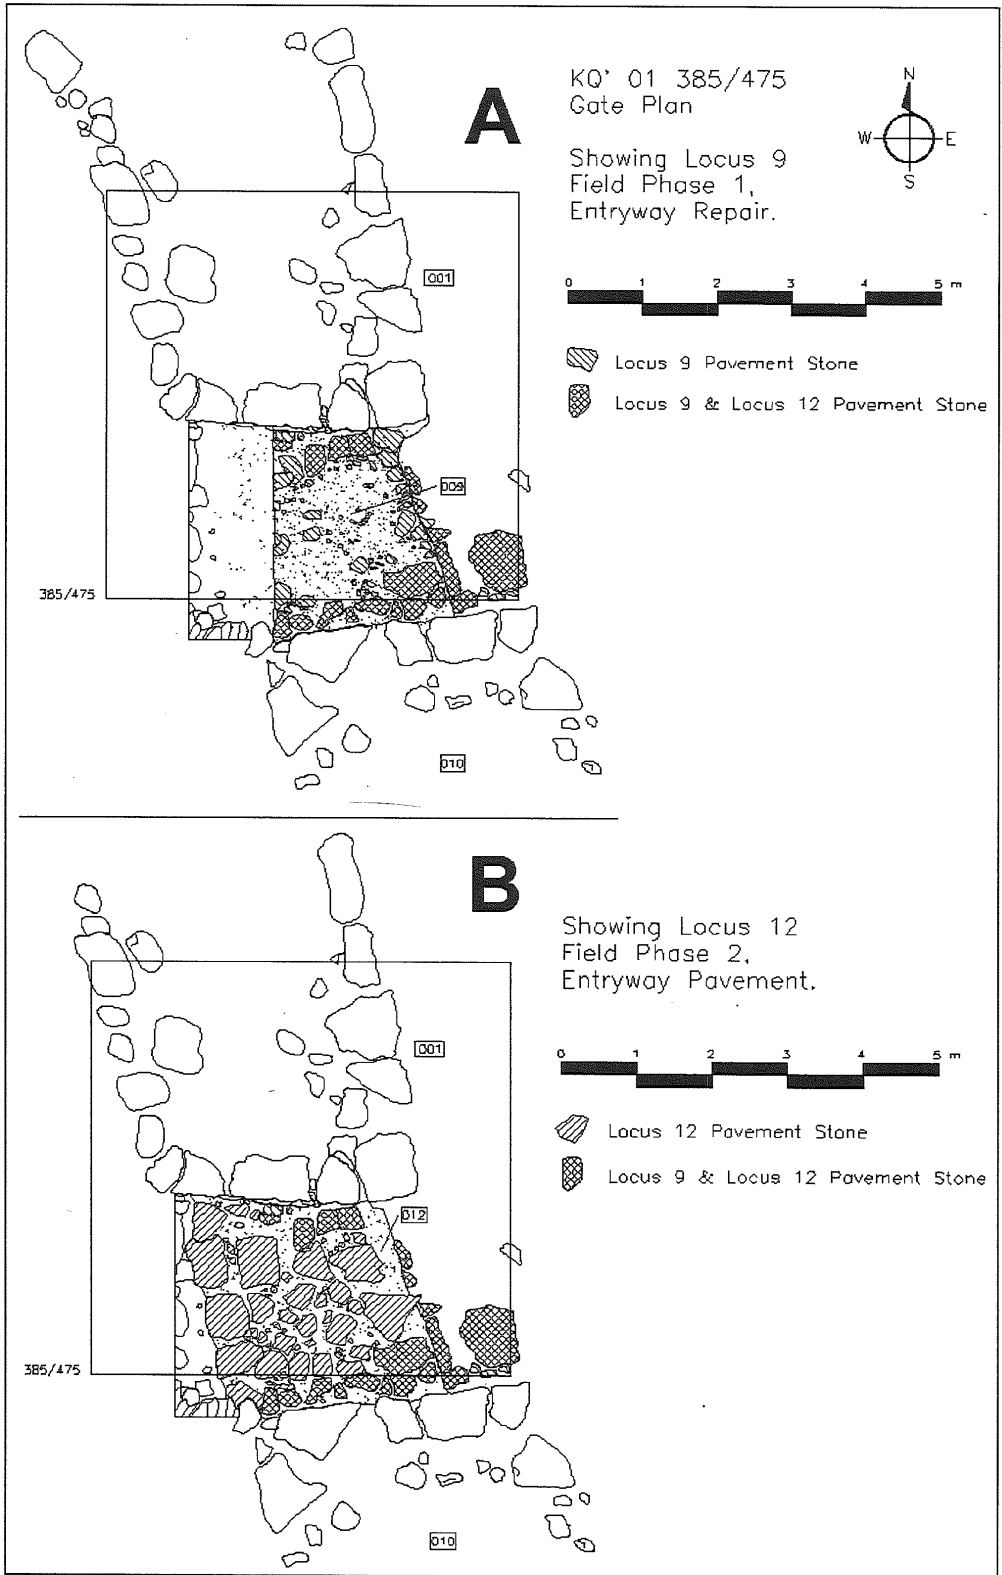 A
KQ' 01 385/475
Gate Plan
Showing Locus 9
Field Phase 1,
Entryway Repair.
N
W E
S
0 1 2 3 4 5 m
Locus 9 Pavement Stone
Locus 9 & Locus 12 Pavement Stone
001
009
385/475
010
B
Showing Locus 12
Field Phase 2,
Entryway Pavement.
0 1 2 3 4 5 m
Locus 12 Pavement Stone
Locus 9 & Locus 12 Pavement Stone
001
012
385/475
010